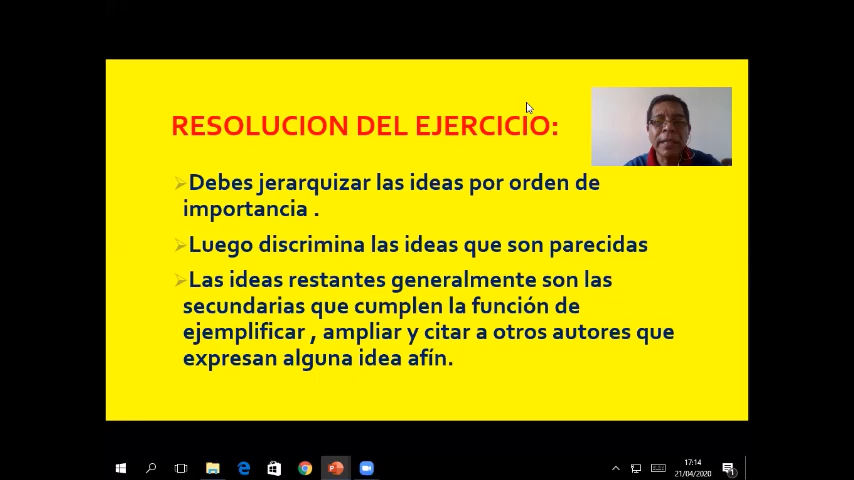 RESOLUCION DEL EJERCICIO:
Debes jerarquizar las ideas por orden de
importancia .
Luego discrimina las ideas que son parecidas
Las ideas restantes generalmente son las
secundarias que cumplen la función de
ejemplificar , ampliar y citar a otros autores que
expresan alguna idea afín.
17:14
21/04/2020